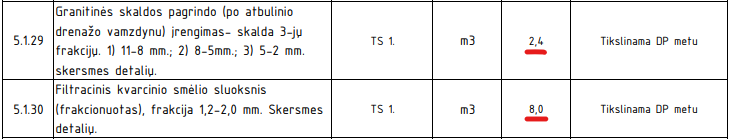 Granitinės skaldos pagrindo (po atbulinio
drenažo vamzdynu) įrengimas- skalda 3-jų
5.1.29 frakcijų. 1) 11-8 mm.; 2) 8-5mm.; 3) 5-2 mm. TS 1. m3 2,4 Tikslinama DP metu
skersmes detalių.
Filtracinis kvarcinio smėlio sluoksnis
5.1.30 (frakcionuotas), frakcija 1,2-2,0 mm. Skersmes TS 1. m3 8,0 Tikslinama DP metu
detalių.